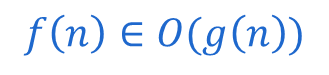 f(n) ∈ O(g(n))